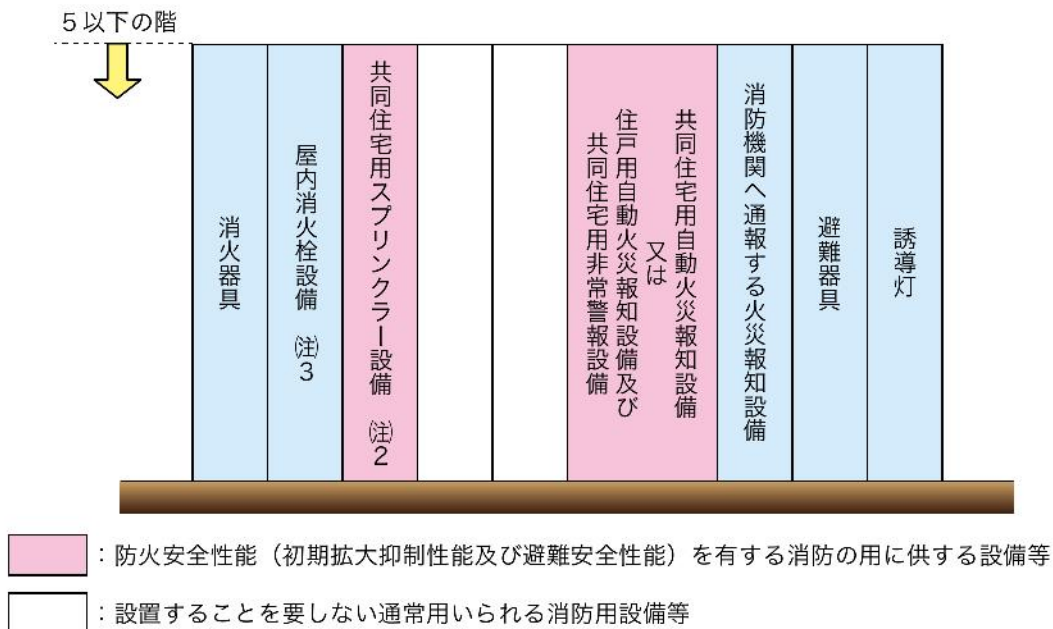 5以下の階
消火器具
屋内消火栓設備 ㈟3
共同住宅用スプリンクラー設備 ㈟2
共同住宅用自動火災報知設備
又は
住戸用自動火災報知設備及び
共同住宅用非常警報設備
消防機関へ通報する火災報知設備
避難器具
誘導灯
：防火安全性能（初期拡大抑制性能及び避難安全性能）を有する消防の用に供する設備等
：設置することを要しない通常用いられる消防用設備等